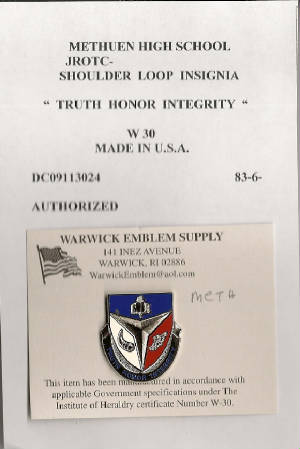 METHUEN HIGH SCHOOL
JROTC-
SHOULDER LOOP INSIGNIA
“ TRUTH HONOR INTEGRITY “
W 30
MADE IN U.S.A.
DC09113024 83-6-
AUTHORIZED
WARWICK EMBLEM SUPPLY
141 INEZ AVENUE
WARWICK, RI 02886
WarwickEmblem@aol.com
METH
HONOR
This item has been manufactured in accordance with
applicable Government specifications under The
Institute of Heraldry certificate Number W-30.